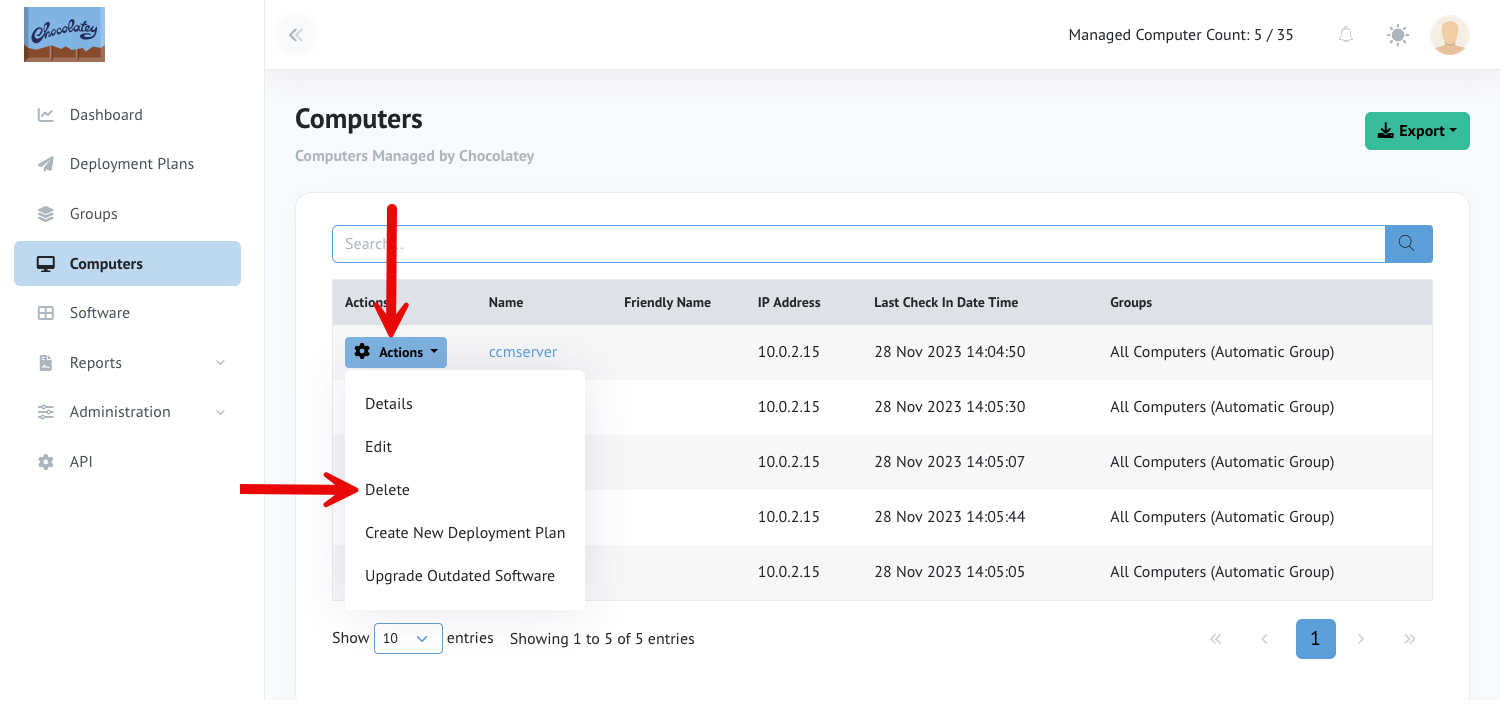 Chocolatey
Managed Computer Count: 5 / 35
Dashboard
Deployment Plans
Groups
Computers
Software
Reports
Administration
API
Computers
Computers Managed by Chocolatey
Export
Search...
Actions Name Friendly Name IP Address Last Check In Date Time Groups
Actions ccmserver 10.0.2.15 28 Nov 2023 14:04:50 All Computers (Automatic Group)
10.0.2.15 28 Nov 2023 14:05:30 All Computers (Automatic Group)
10.0.2.15 28 Nov 2023 14:05:07 All Computers (Automatic Group)
10.0.2.15 28 Nov 2023 14:05:44 All Computers (Automatic Group)
10.0.2.15 28 Nov 2023 14:05:05 All Computers (Automatic Group)
Details
Edit
Delete
Create New Deployment Plan
Upgrade Outdated Software
Show 10 entries Showing 1 to 5 of 5 entries « ‹ 1 › »